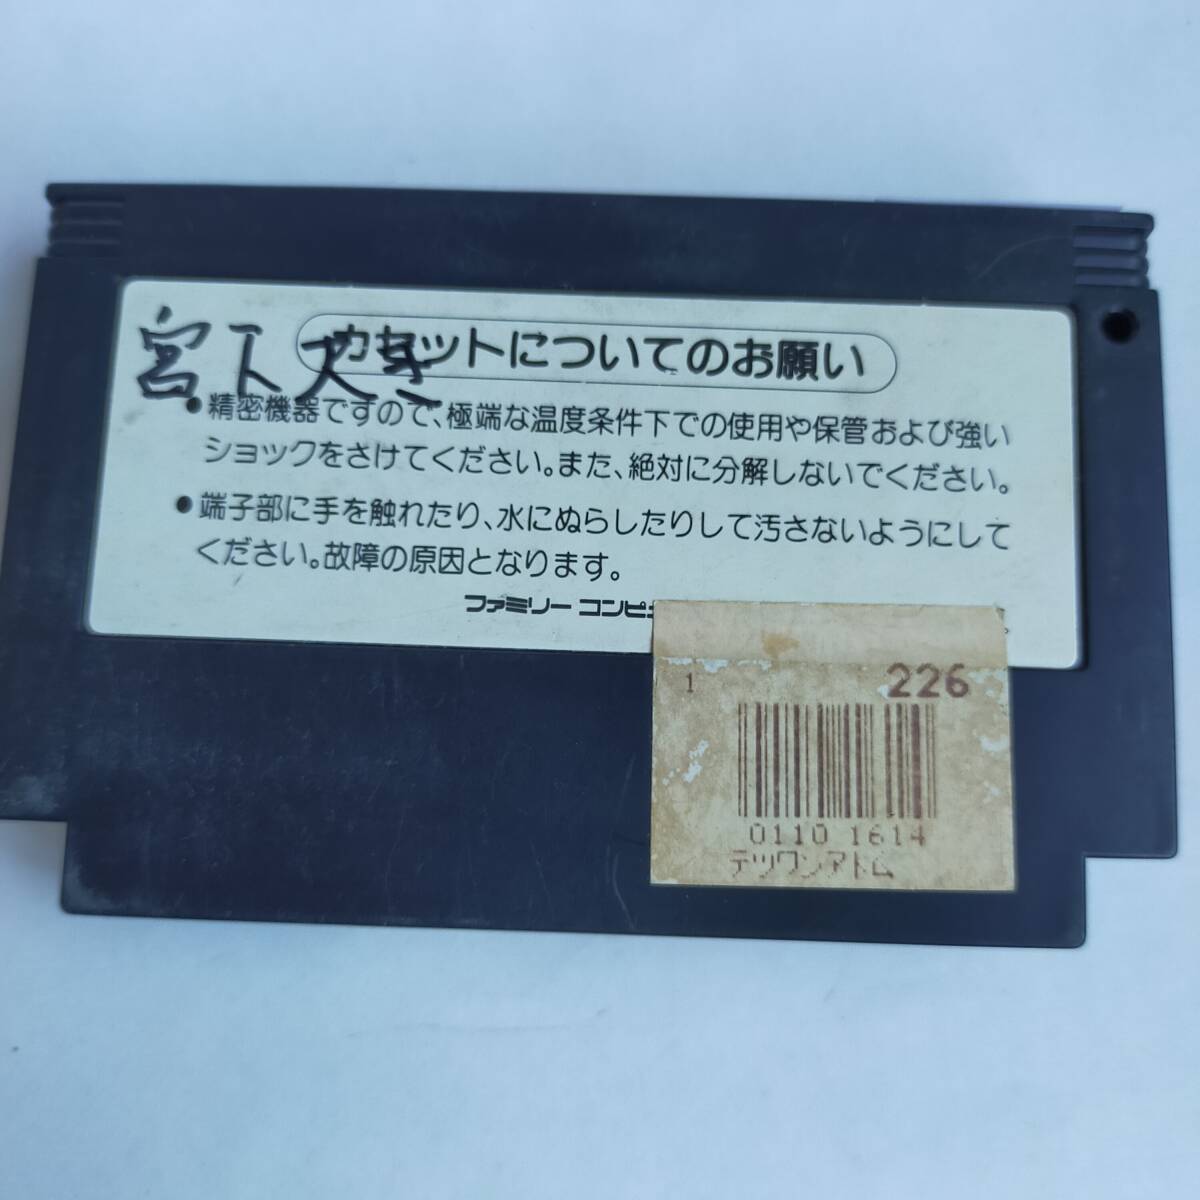 宮下大き
カセットについてのお願い
●精密機器ですので、極端な温度条件下での使用や保管および強い
ショックをさけてください。また、絶対に分解しないでください。
●端子部に手を触れたり、水にぬらしたりして汚さないようにして
ください。故障の原因となります。
ファミリー コンピ
1 226
0110 1614
テツワンアトム